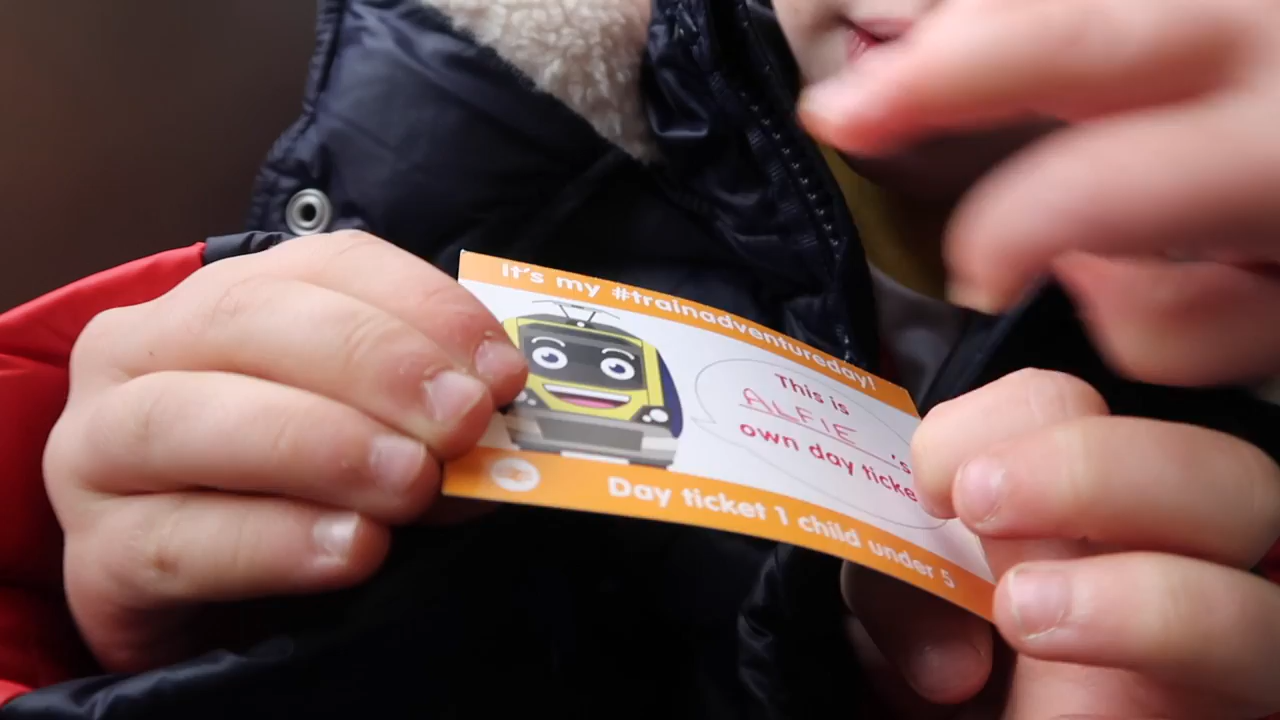 It's my #trainadventureday!
This is
ALFIE 's
own day ticke
Day ticket 1 child under 5